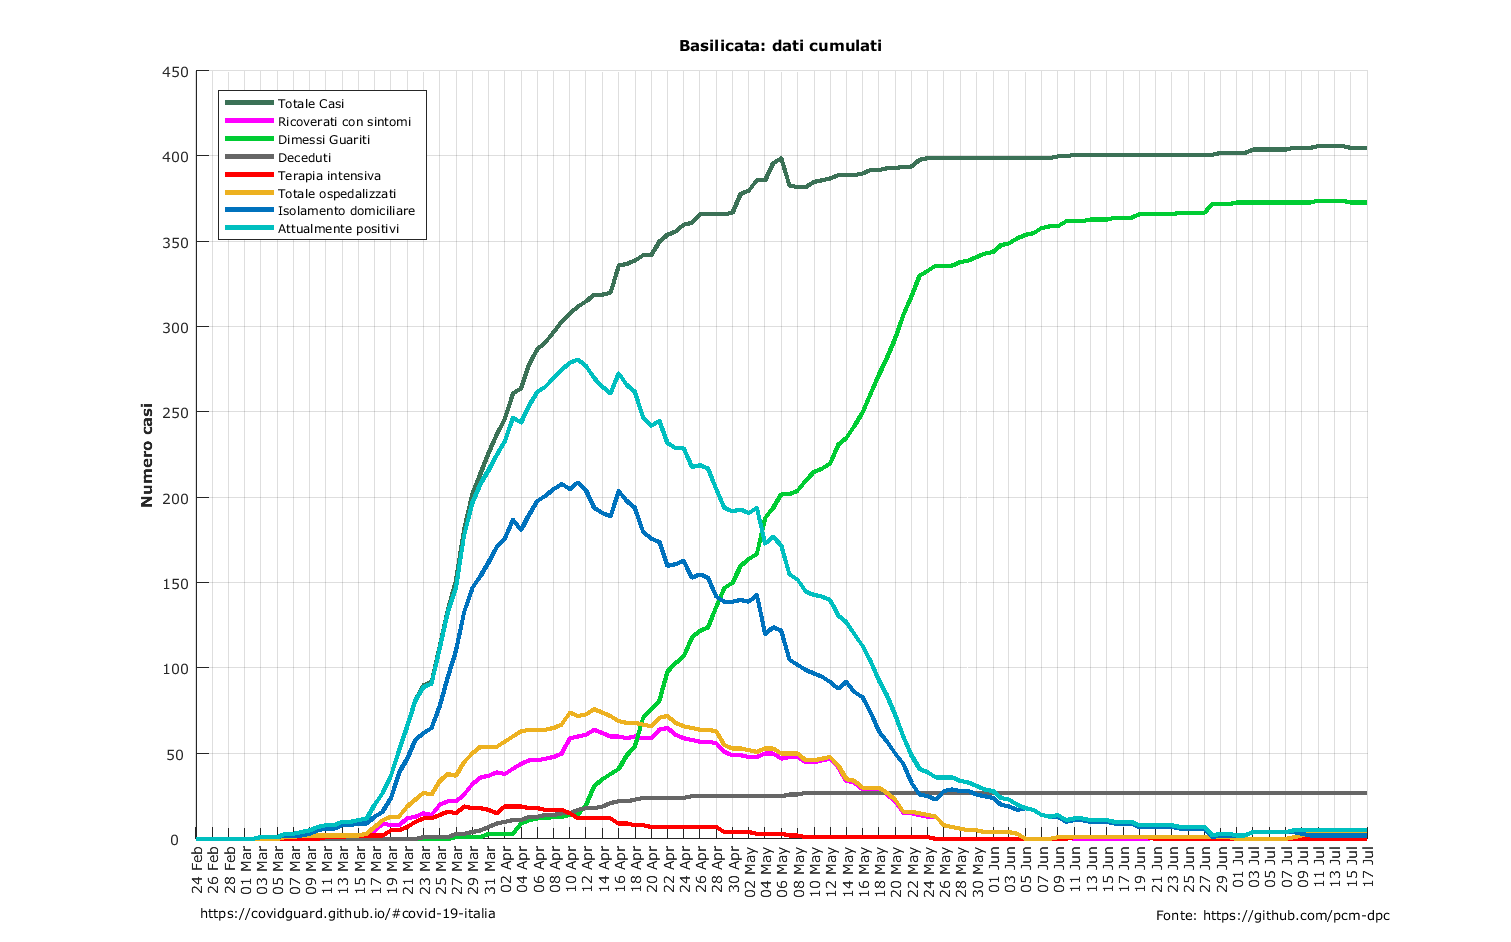 Basilicata: dati cumulati
Numero casi
450
400
350
300
250
200
150
100
50
0
Totale Casi
Ricoverati con sintomi
Dimessi Guariti
Deceduti
Terapia intensiva
Totale ospedalizzati
Isolamento domiciliare
Attualmente positivi
24 Feb
26 Feb
28 Feb
01 Mar
03 Mar
05 Mar
07 Mar
09 Mar
11 Mar
13 Mar
15 Mar
17 Mar
19 Mar
21 Mar
23 Mar
25 Mar
27 Mar
29 Mar
31 Mar
02 Apr
04 Apr
06 Apr
08 Apr
10 Apr
12 Apr
14 Apr
16 Apr
18 Apr
20 Apr
22 Apr
24 Apr
26 Apr
28 Apr
30 Apr
02 May
04 May
06 May
08 May
10 May
12 May
14 May
16 May
18 May
20 May
22 May
24 May
26 May
28 May
30 May
01 Jun
03 Jun
05 Jun
07 Jun
09 Jun
11 Jun
13 Jun
15 Jun
17 Jun
19 Jun
21 Jun
23 Jun
25 Jun
27 Jun
29 Jun
01 Jul
03 Jul
05 Jul
07 Jul
09 Jul
11 Jul
13 Jul
15 Jul
17 Jul
https://covidguard.github.io/#covid-19-italia
Fonte: https://github.com/pcm-dpc